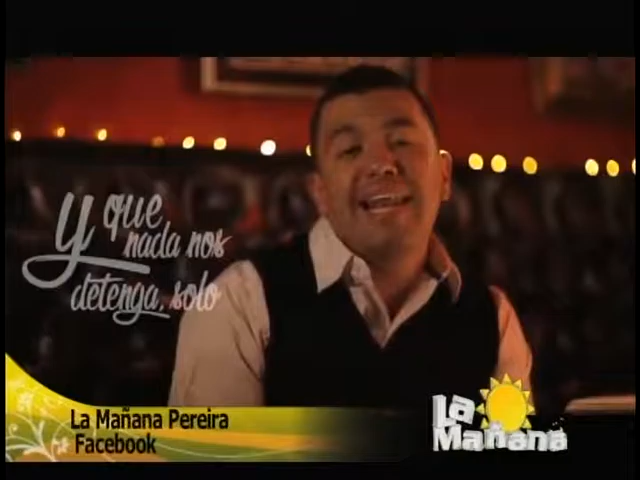 Y que
nada nos
detenga, solo
La Mañana Pereira
Facebook
La
Mañana